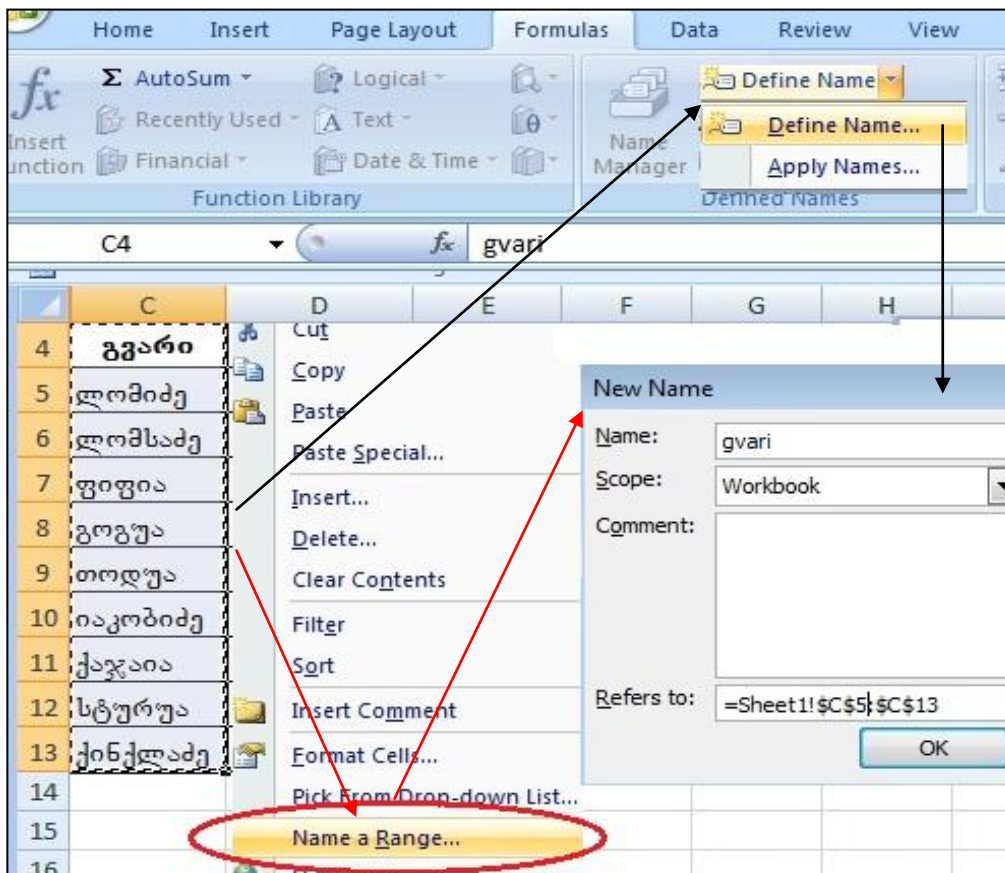 Home Insert Page Layout Formulas Data Review View
fx Σ AutoSum Logical Define Name
Recently Used Text Define Name...
Insert Name
unction Financial Date & Time Manager Apply Names...
Function Library Defined Names
C4 fx gvari
C D E F G H
4 გვარი
5 ლომიძე
6 ლომსაძე
7 ფიფია
8 გოგუა
9 თოდუა
10 იაკობიძე
11 ქაჯაია
12 სტურუა
13 ქინქლაძე
14
15
16
Cut
Copy
Paste
Paste Special...
Insert...
Delete...
Clear Contents
Filter
Sort
Insert Comment
Format Cells...
Pick From Drop-down List...
Name a Range...
New Name
Name: gvari
Scope: Workbook
Comment:
Refers to: =Sheet1!$C$5:$C$13
OK